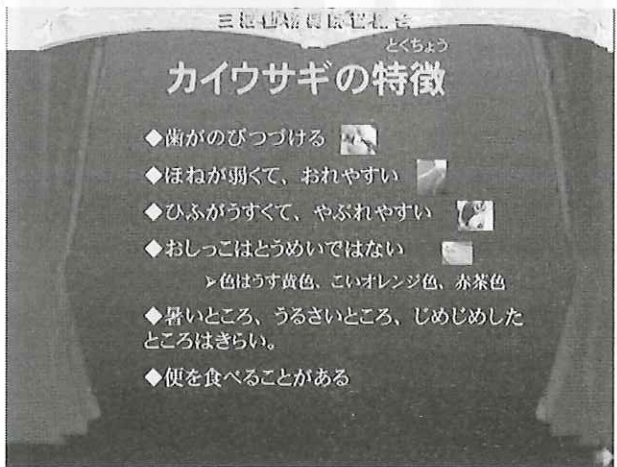 とくちょう
カイウサギの特徴
◆歯がのびつづける
◆ほねが弱くて、おれやすい
◆ひふがうすくて、やぶれやすい
◆おしっこはとうめいではない
➢色はうす黄色、こいオレンジ色、赤茶色
◆暑いところ、うるさいところ、じめじめした
ところはきらい。
◆便を食べることがある